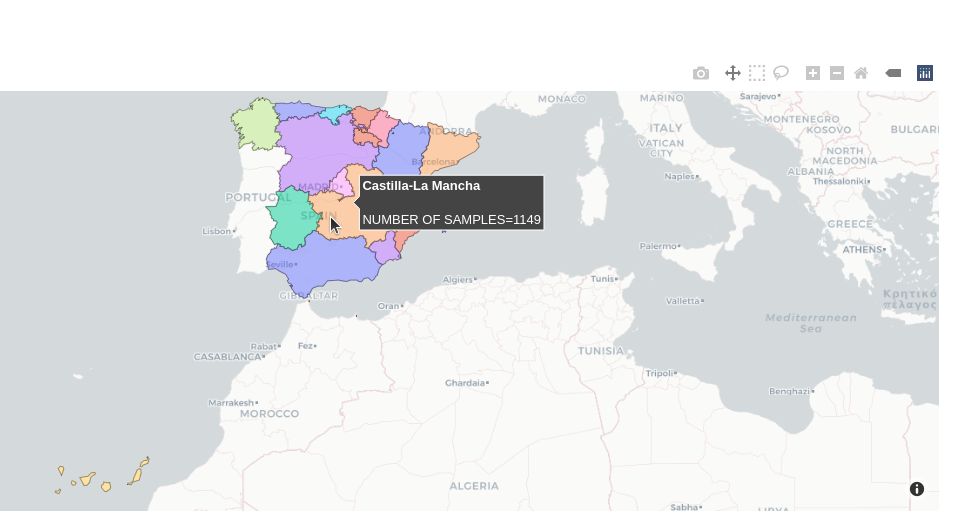 MONACO
MARINO
Sarajevo
MONTENEGRO
KOSOVO
BULGAR
ITALY
VATICAN
CITY
ANDORRA
Barcelona
NORTH
MACEDONIA
ALBANIA
Thessaloniki
Naples
MADRID
Castilla-La Mancha
NUMBER OF SAMPLES=1149
PORTUGAL
SPAIN
Lisbon
GREECE
ATHENS
Palermo
Seville
GIBRALTAR
Algiers
Tunis
Oran
Valletta
Κρητικό
πέλαγος
Mediterranean
Sea
Rabat
Fez
CASABLANCA
TUNISIA
Tripoli
Ghardaia
Benghazi
Marrakesh
MOROCCO
ALGERIA
Sabha
LIBYA